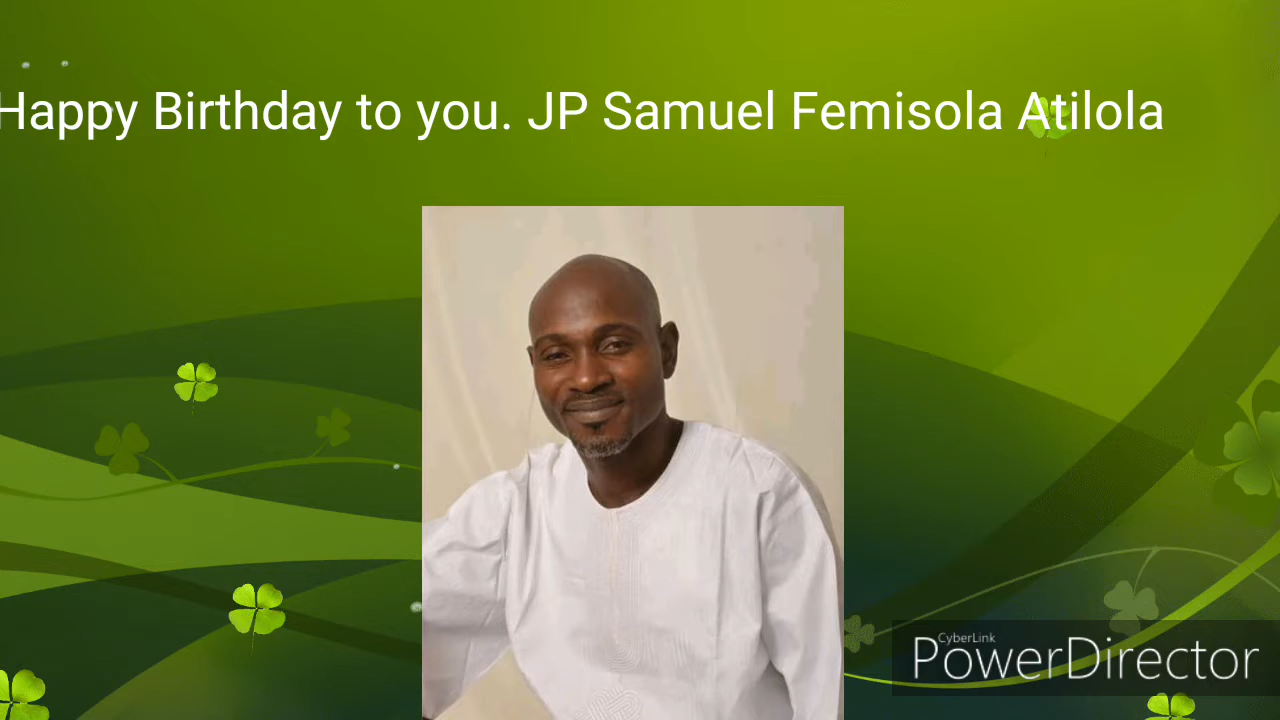 Happy Birthday to you. JP Samuel Femisola Atilola
CyberLink
PowerDirector